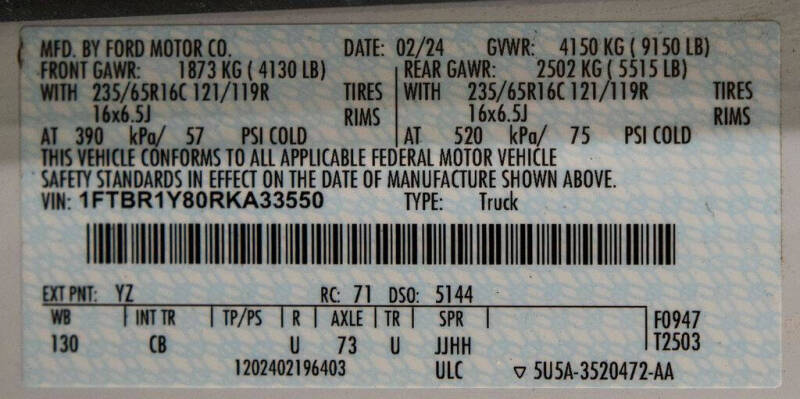 MFD. BY FORD MOTOR CO. DATE: 02/24 GVWR: 4150 KG ( 9150 LB)
FRONT GAWR: 1873 KG ( 4130 LB) REAR GAWR: 2502 KG ( 5515 LB)
WITH 235/65R16C 121/119R TIRES WITH 235/65R16C 121/119R TIRES
16x6.5J RIMS 16x6.5J RIMS
AT 390 kPa/ 57 PSI COLD AT 520 kPa/ 75 PSI COLD
THIS VEHICLE CONFORMS TO ALL APPLICABLE FEDERAL MOTOR VEHICLE
SAFETY STANDARDS IN EFFECT ON THE DATE OF MANUFACTURE SHOWN ABOVE.
VIN: 1FTBR1Y80RKA33550 TYPE: Truck
EXT PNT: YZ RC: 71 DSO: 5144
WB INT TR TP/PS R AXLE TR SPR F0947
130 CB U 73 U JJHH T2503
1202402196403 ULC ▽ 5U5A-3520472-AA